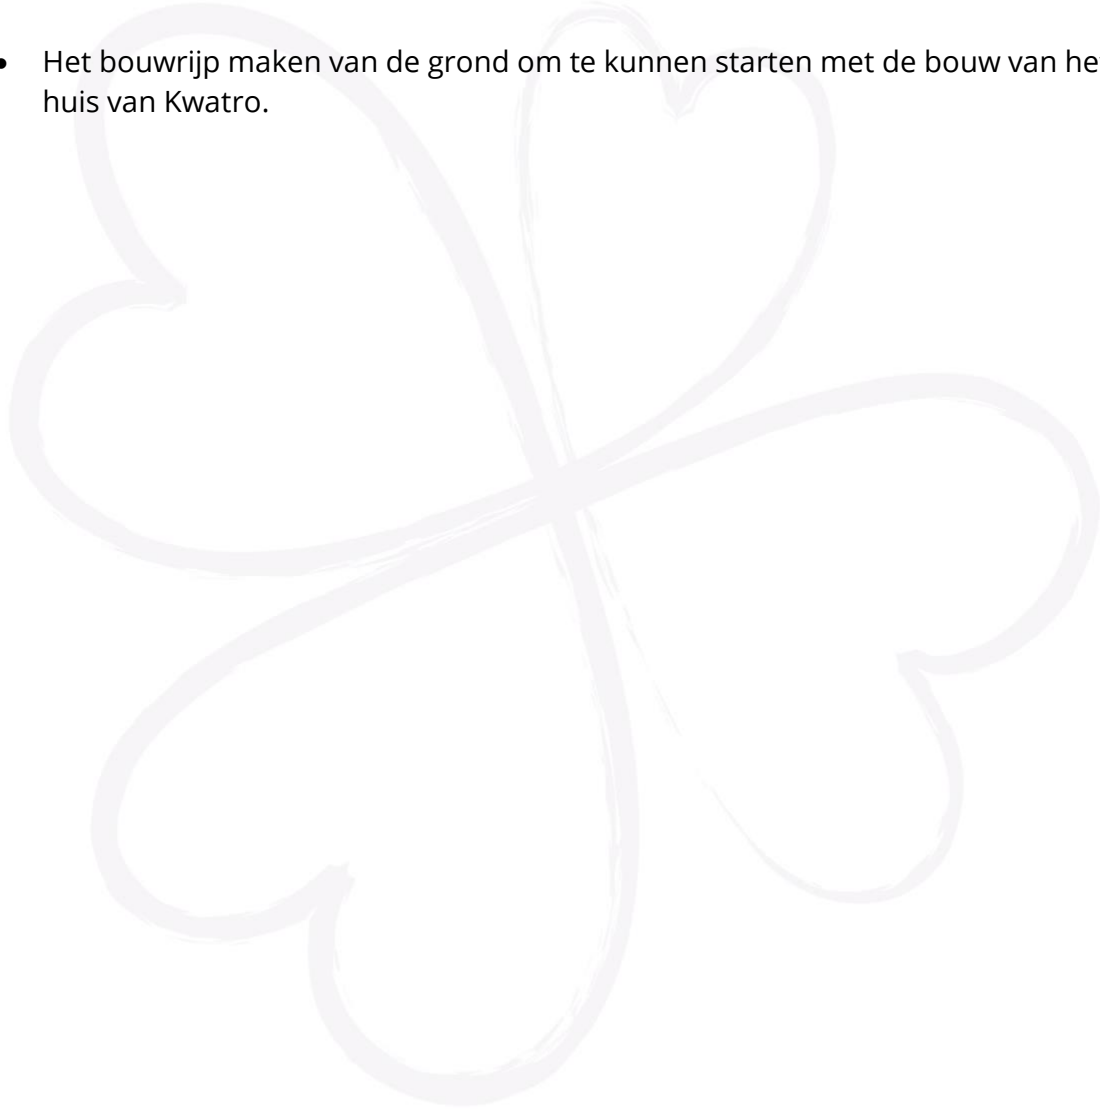 • Het bouwrijp maken van de grond om te kunnen starten met de bouw van he
huis van Kwatro.